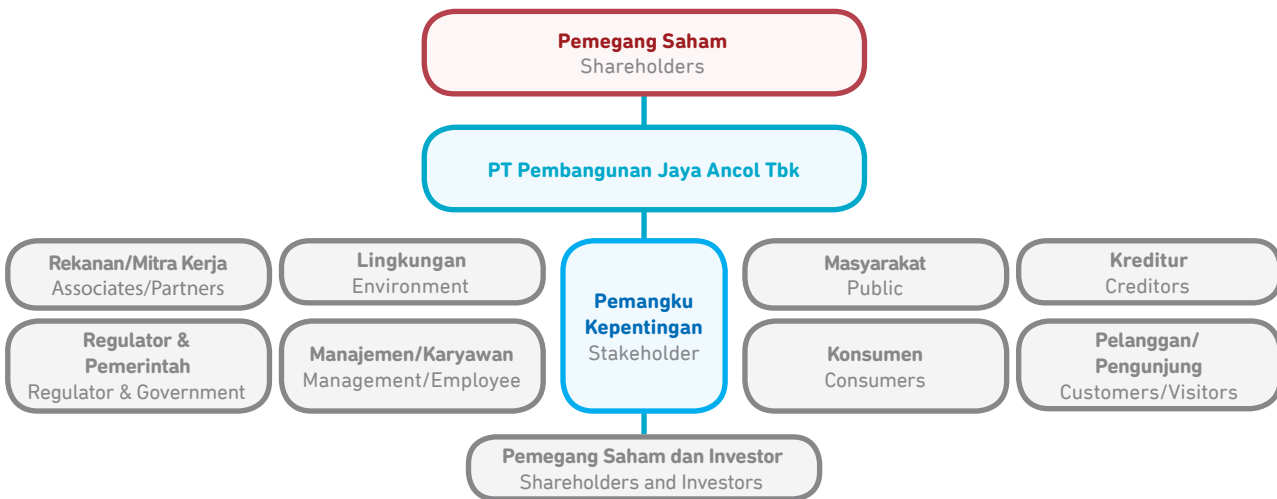 Pemegang Saham
Shareholders
PT Pembangunan Jaya Ancol Tbk
Rekanan/Mitra Kerja
Associates/Partners
Lingkungan
Environment
Pemangku
Kepentingan
Stakeholder
Masyarakat
Public
Kreditur
Creditors
Regulator &
Pemerintah
Regulator & Government
Manajemen/Karyawan
Management/Employee
Konsumen
Consumers
Pelanggan/
Pengunjung
Customers/Visitors
Pemegang Saham dan Investor
Shareholders and Investors